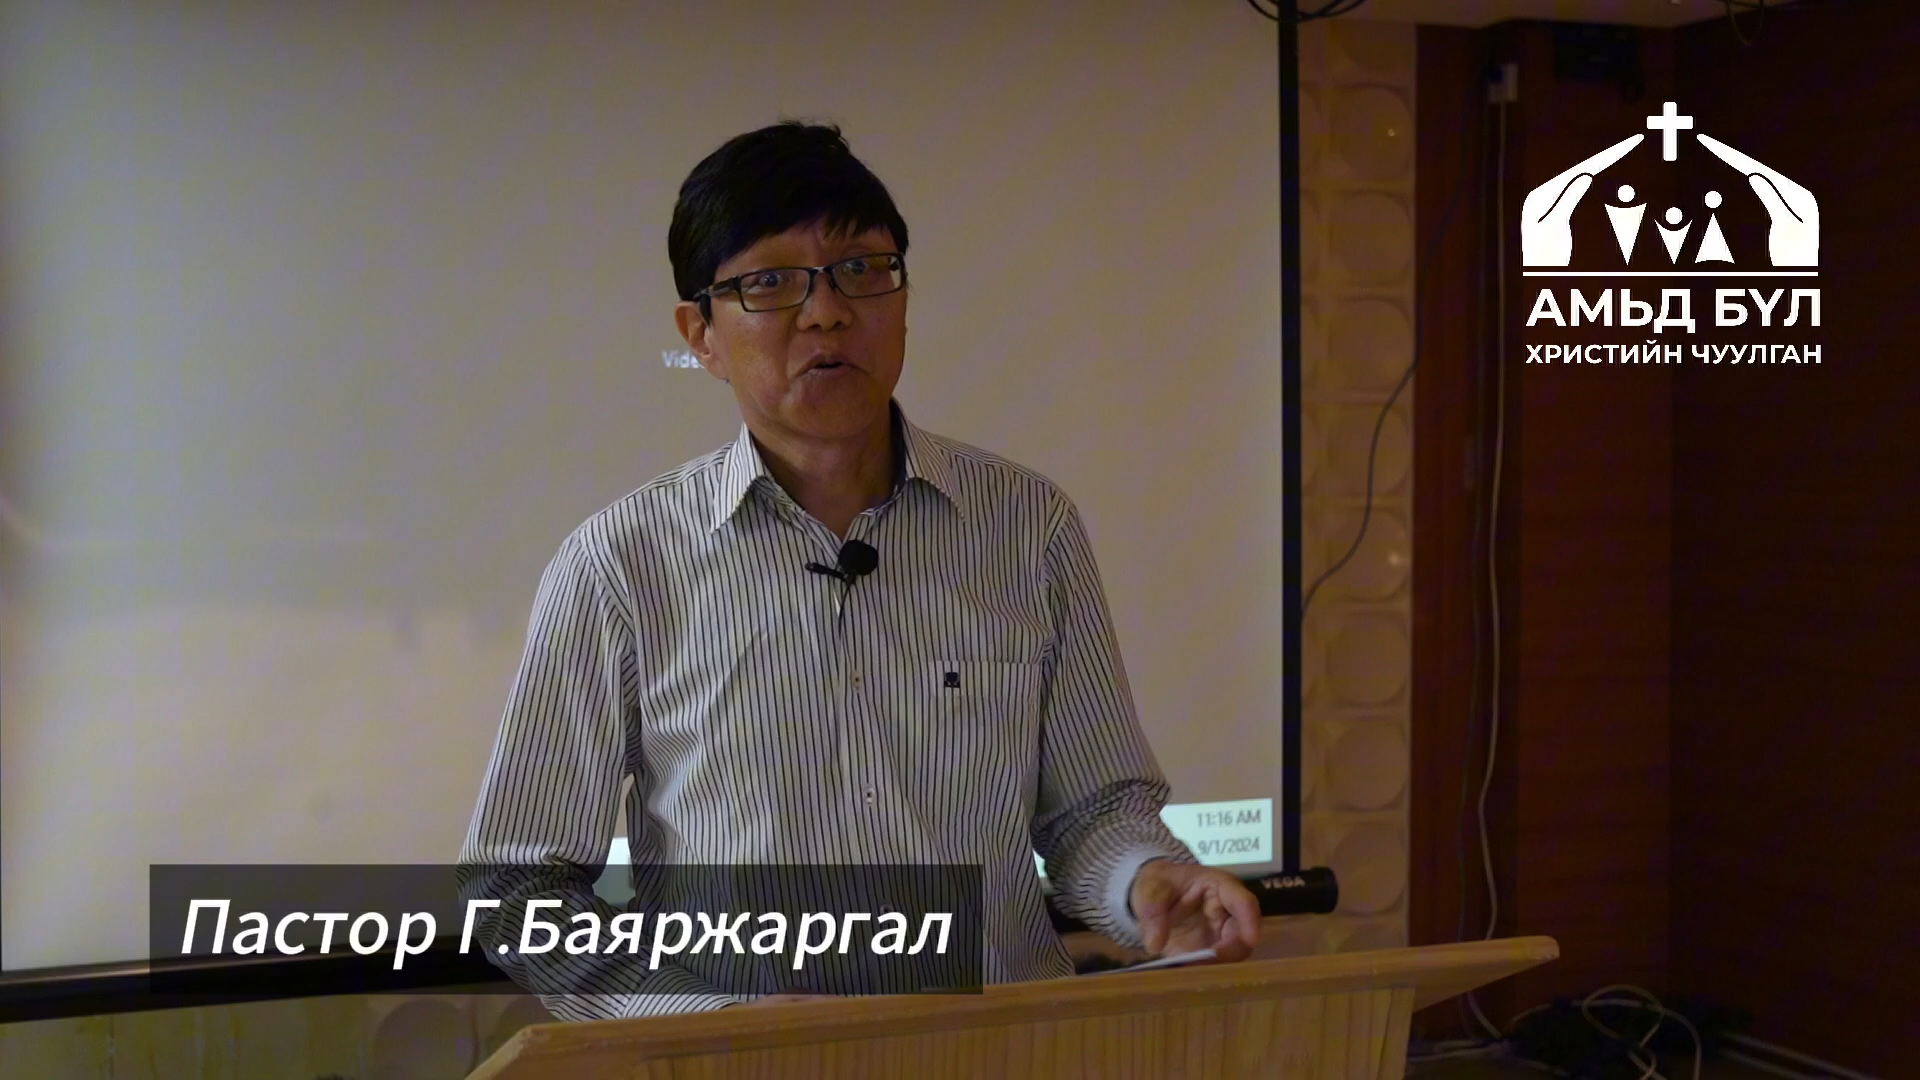 АМЬД БҮЛ
ХРИСТИЙН ЧУУЛГАН
11:16 AM
9/1/2024
VEGA
Пастор Г.Баяржаргал